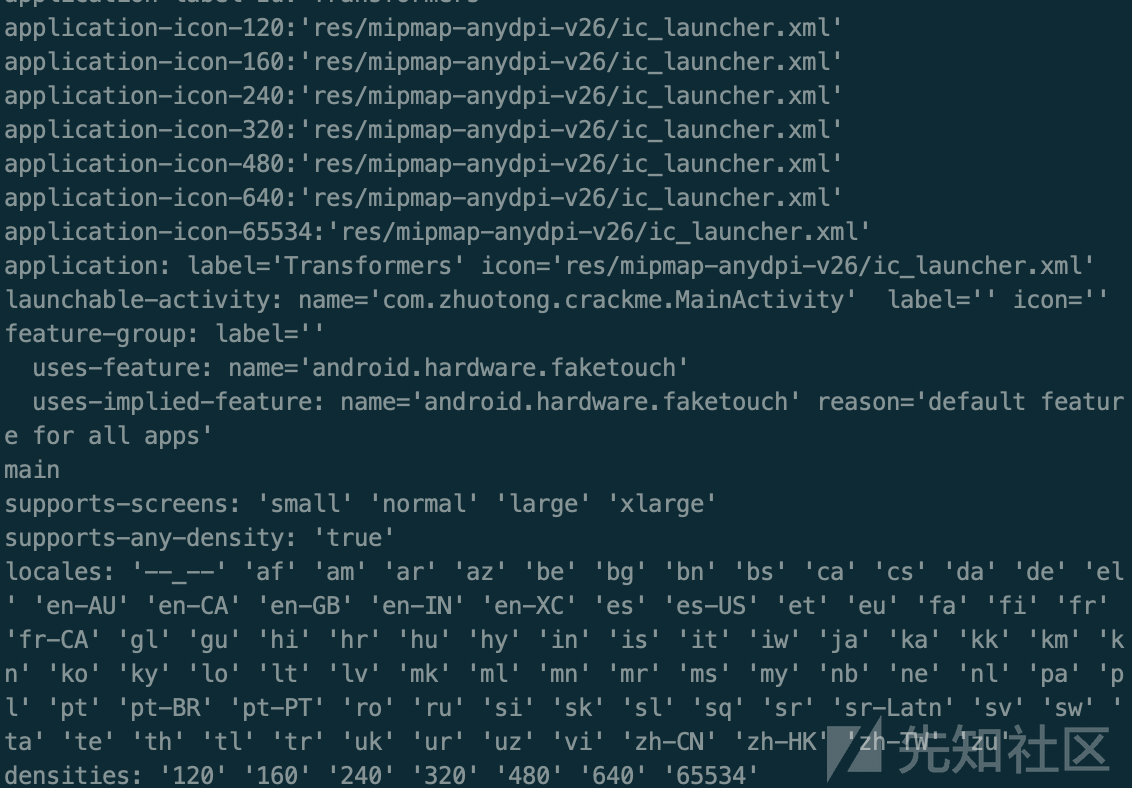 application-icon-120:'res/mipmap-anydpi-v26/ic_launcher.xml'
application-icon-160:'res/mipmap-anydpi-v26/ic_launcher.xml'
application-icon-240:'res/mipmap-anydpi-v26/ic_launcher.xml'
application-icon-320:'res/mipmap-anydpi-v26/ic_launcher.xml'
application-icon-480:'res/mipmap-anydpi-v26/ic_launcher.xml'
application-icon-640:'res/mipmap-anydpi-v26/ic_launcher.xml'
application-icon-65534:'res/mipmap-anydpi-v26/ic_launcher.xml'
application: label='Transformers' icon='res/mipmap-anydpi-v26/ic_launcher.xml'
launchable-activity: name='com.zhuotong.crackme.MainActivity'  label='' icon=''
feature-group: label=''
  uses-feature: name='android.hardware.faketouch'
  uses-implied-feature: name='android.hardware.faketouch' reason='default featur
e for all apps'
main
supports-screens: 'small' 'normal' 'large' 'xlarge'
supports-any-density: 'true'
locales: '--_--' 'af' 'am' 'ar' 'az' 'be' 'bg' 'bn' 'bs' 'ca' 'cs' 'da' 'de' 'el
' 'en-AU' 'en-CA' 'en-GB' 'en-IN' 'en-XC' 'es' 'es-US' 'et' 'eu' 'fa' 'fi' 'fr'
'fr-CA' 'gl' 'gu' 'hi' 'hr' 'hu' 'hy' 'in' 'is' 'it' 'iw' 'ja' 'ka' 'kk' 'km' 'k
n' 'ko' 'ky' 'lo' 'lt' 'lv' 'mk' 'ml' 'mn' 'mr' 'ms' 'my' 'nb' 'ne' 'nl' 'pa' 'p
l' 'pt' 'pt-BR' 'pt-PT' 'ro' 'ru' 'si' 'sk' 'sl' 'sq' 'sr' 'sr-Latn' 'sv' 'sw' '
ta' 'te' 'th' 'tl' 'tr' 'uk' 'ur' 'uz' 'vi' 'zh-CN' 'zh-HK' 'zh-TW' 'zu'
densities: '120' '160' '240' '320' '480' '640' '65534'
先知社区